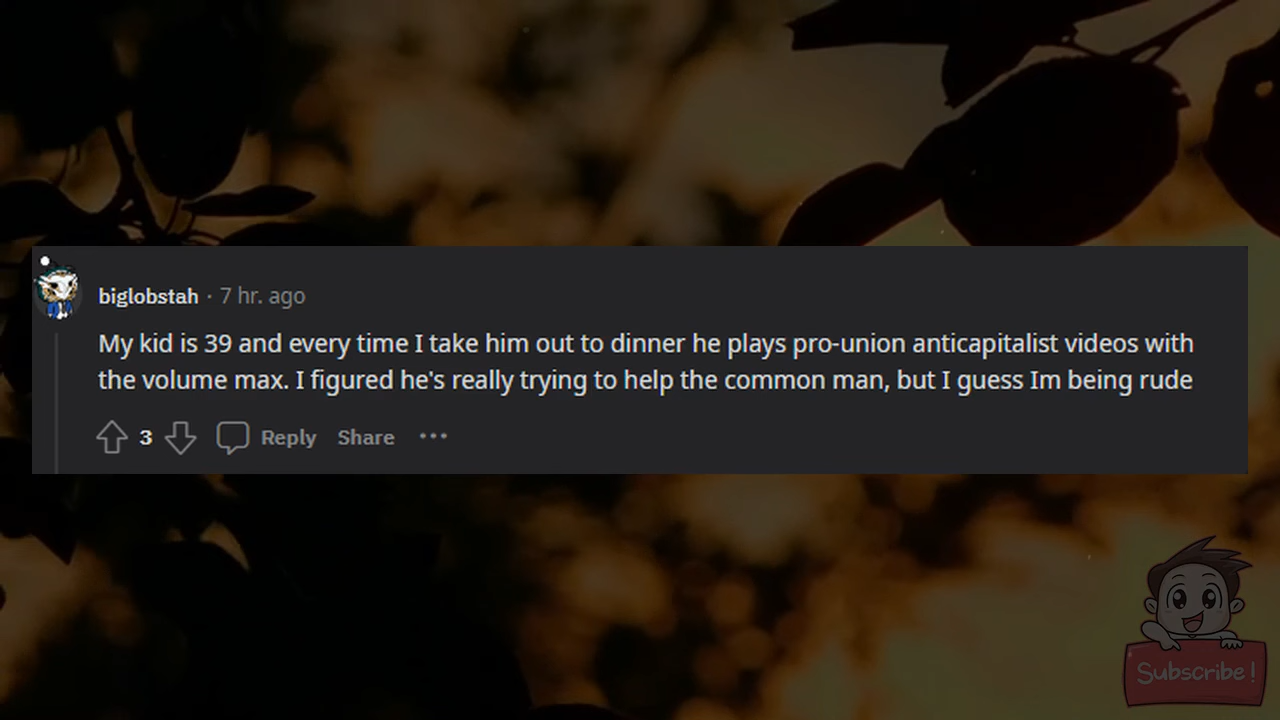 biglobstah · 7 hr. ago
My kid is 39 and every time I take him out to dinner he plays pro-union anticapitalist videos with
the volume max. I figured he's really trying to help the common man, but I guess Im being rude
3 Reply Share ···
Subscribe!